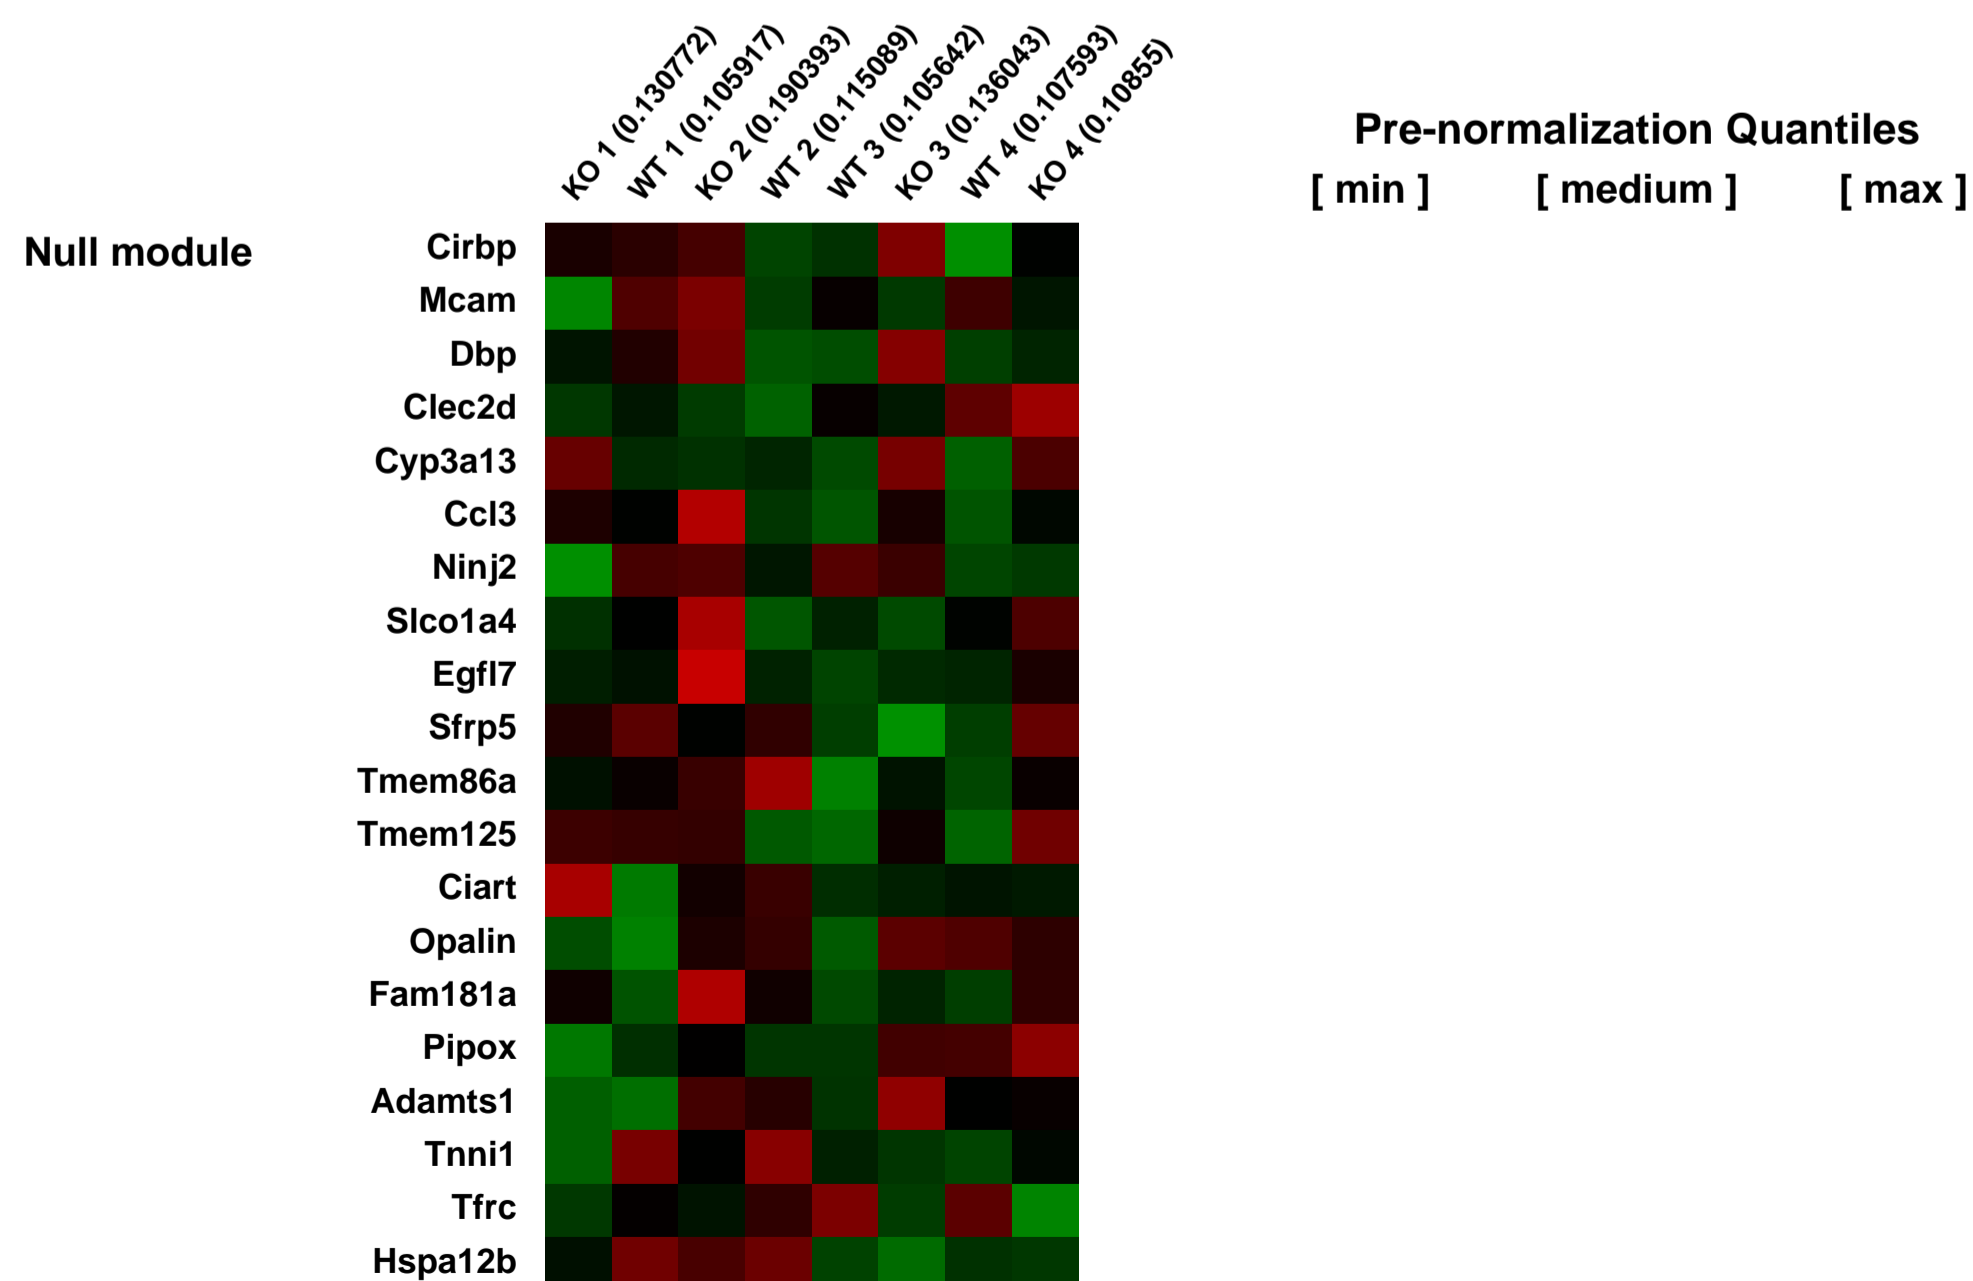 KO 1 (0.130772)
WT 1 (0.105917)
KO 2 (0.190393)
WT 2 (0.115089)
WT 3 (0.105642)
KO 3 (0.136043)
WT 4 (0.107593)
KO 4 (0.10855)
Pre-normalization Quantiles
[ min ] [ medium ] [ max ]
Null module
Cirbp
Mcam
Dbp
Clec2d
Cyp3a13
Ccl3
Ninj2
Slco1a4
Egfl7
Sfrp5
Tmem86a
Tmem125
Ciart
Opalin
Fam181a
Pipox
Adamts1
Tnni1
Tfrc
Hspa12b